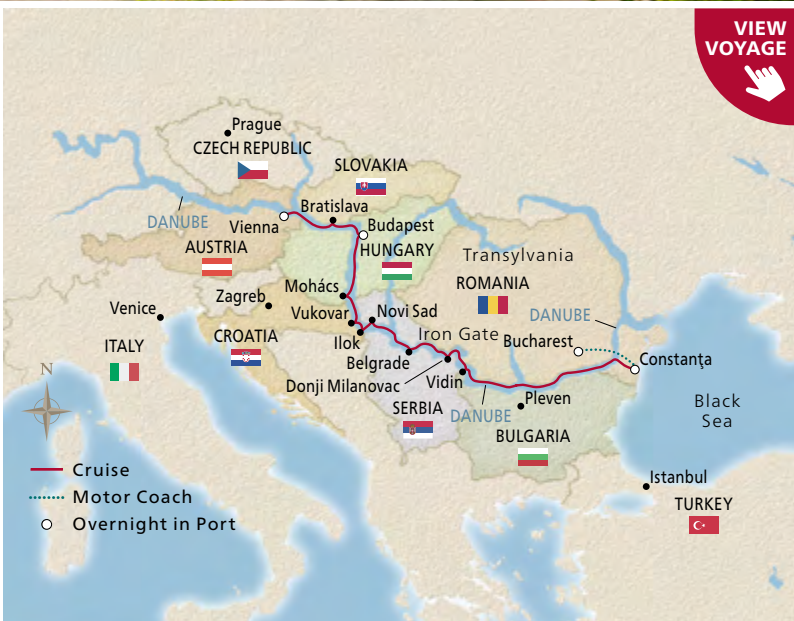 VIEW
VOYAGE
Prague
CZECH REPUBLIC
SLOVAKIA
DANUBE
Bratislava
Vienna
Budapest
AUSTRIA
HUNGARY
Transylvania
ROMANIA
Mohács
Zagreb
Venice
Vukovar
Novi Sad
DANUBE
ITALY
CROATIA
Ilok
Iron Gate
Bucharest
Constanţa
Belgrade
Donji Milanovac
Vidin
N
SERBIA
DANUBE
Pleven
Black
Sea
BULGARIA
Cruise
Motor Coach
Overnight in Port
Istanbul
TURKEY